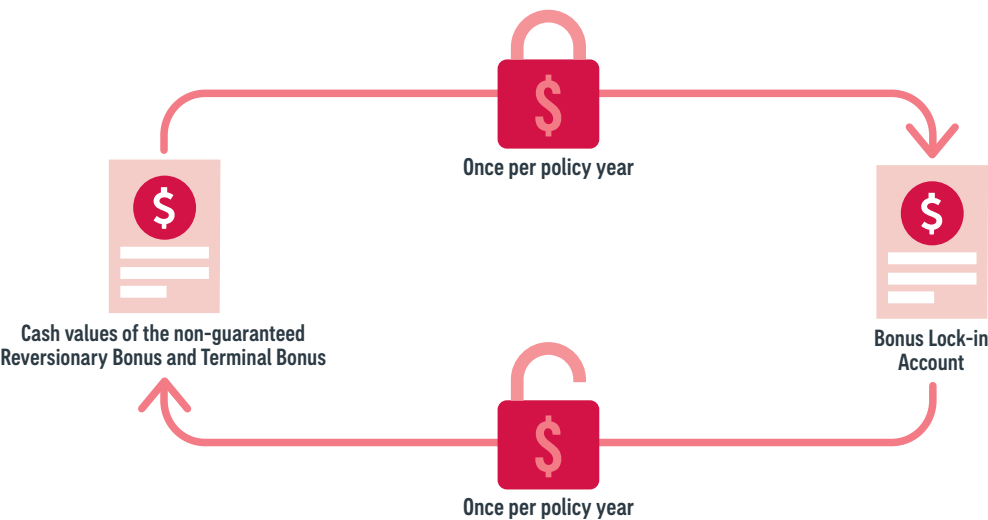 $
Once per policy year
$
Cash values of the non-guaranteed
Reversionary Bonus and Terminal Bonus
$
Bonus Lock-in
Account
$
Once per policy year